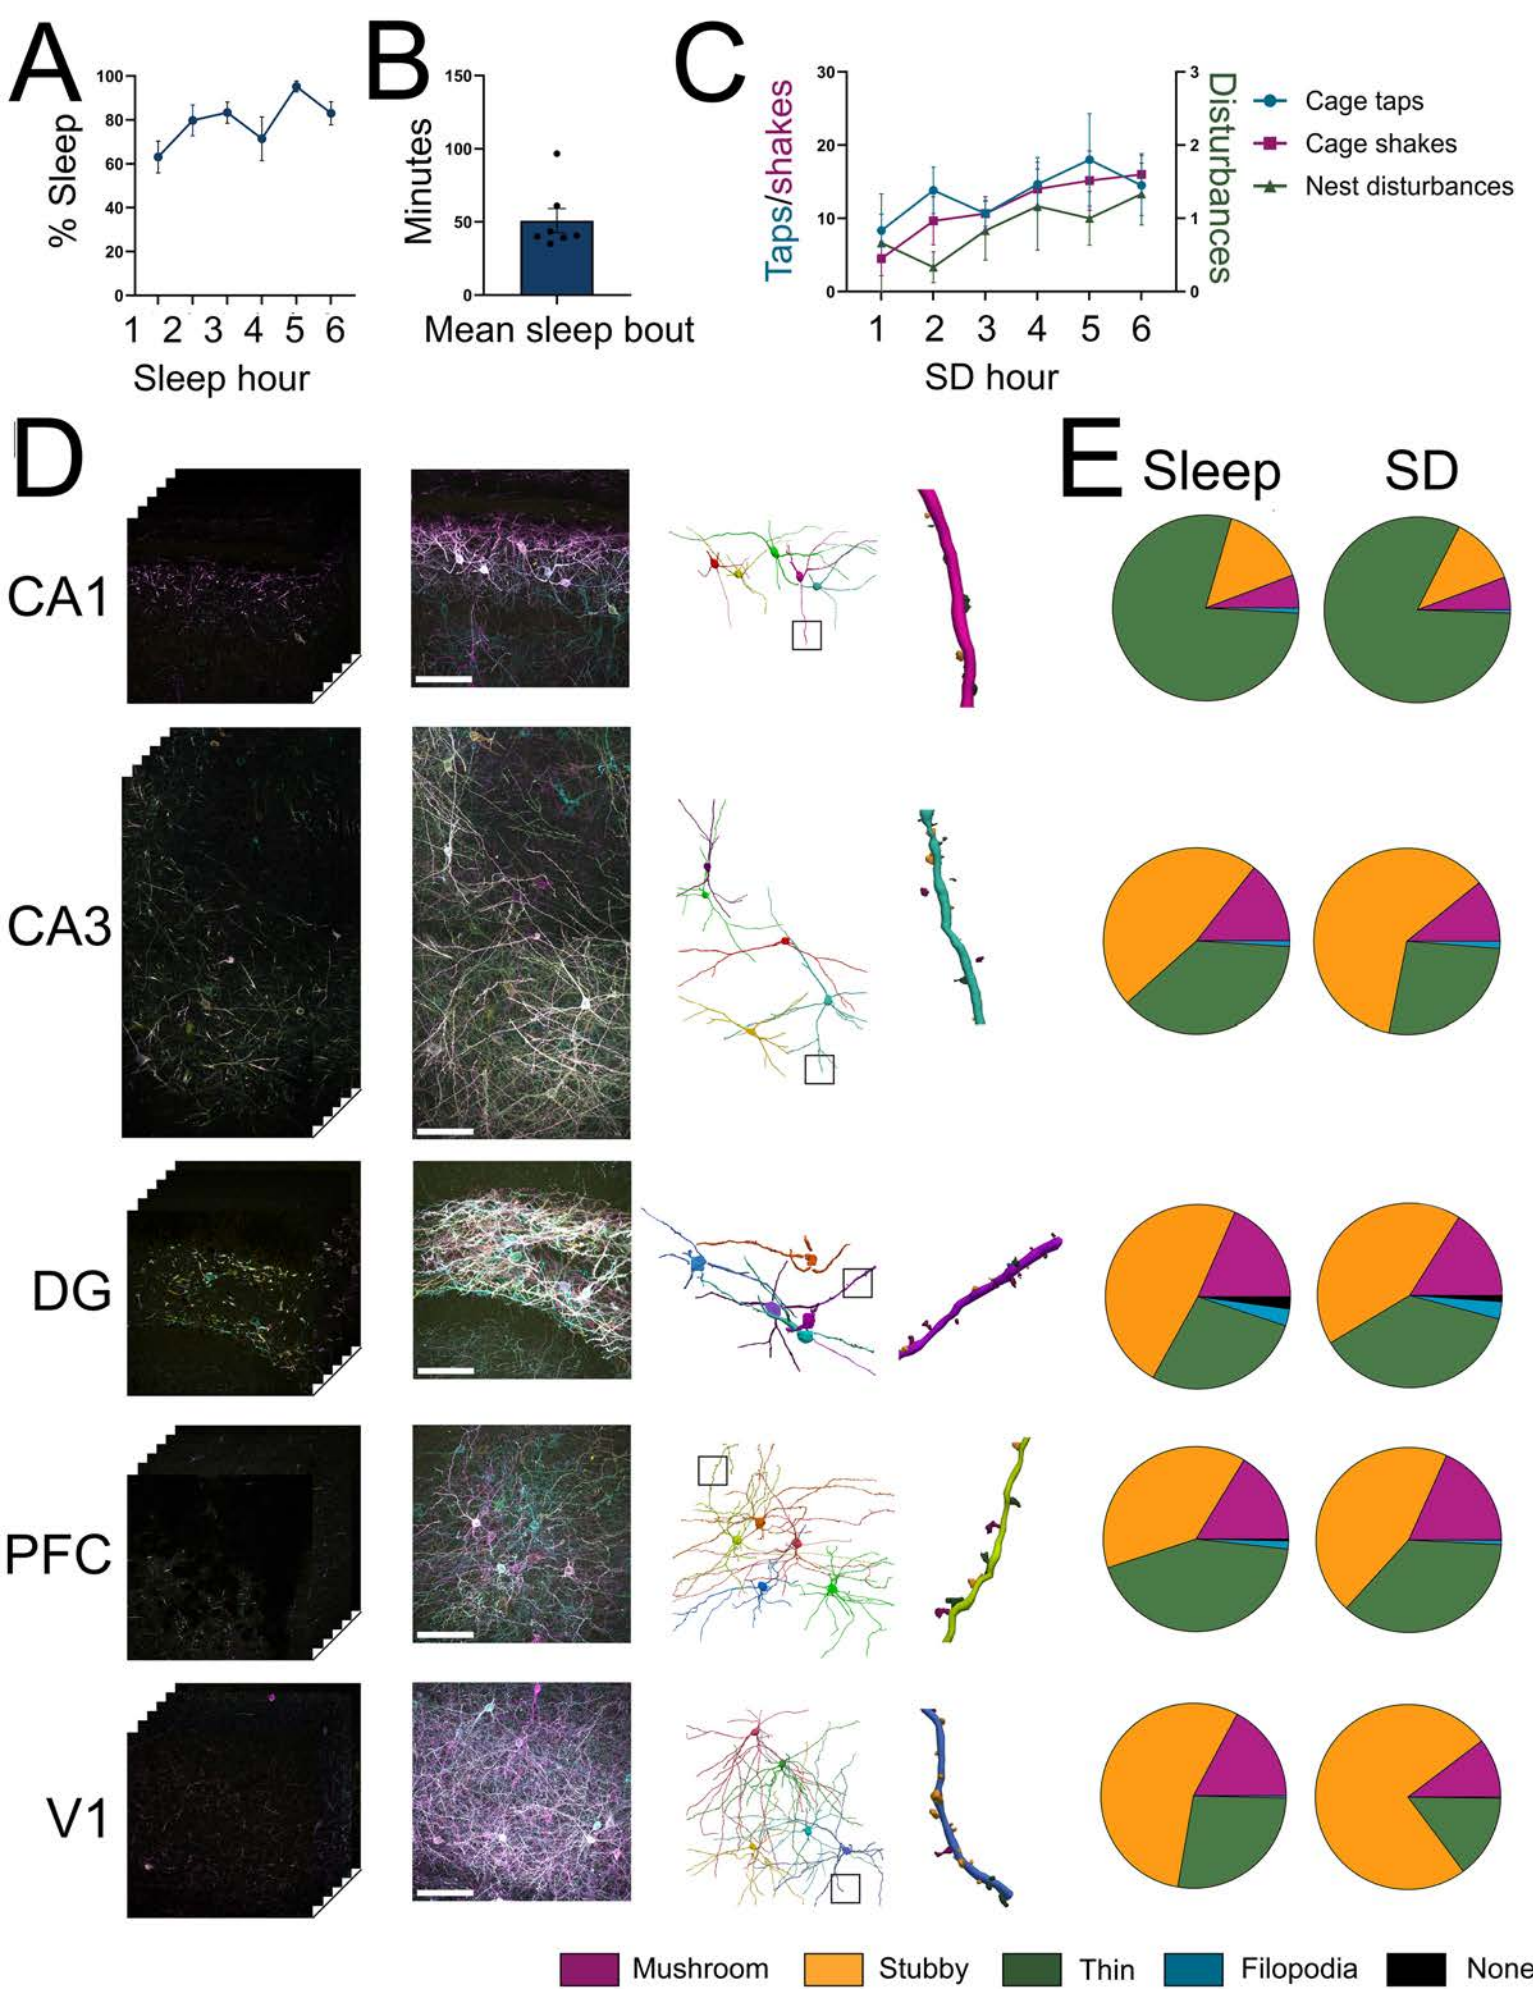 A
% Sleep
100
80
60
40
20
0
1 2 3 4 5 6
Sleep hour
B
Minutes
150
100
50
0
Mean sleep bout
C
Taps/shakes
30
20
10
0
3
2
1
0
Disturbances
1 2 3 4 5 6
SD hour
Cage taps
Cage shakes
Nest disturbances
D
E
Sleep SD
CA1
CA3
DG
PFC
V1
Mushroom Stubby Thin Filopodia None